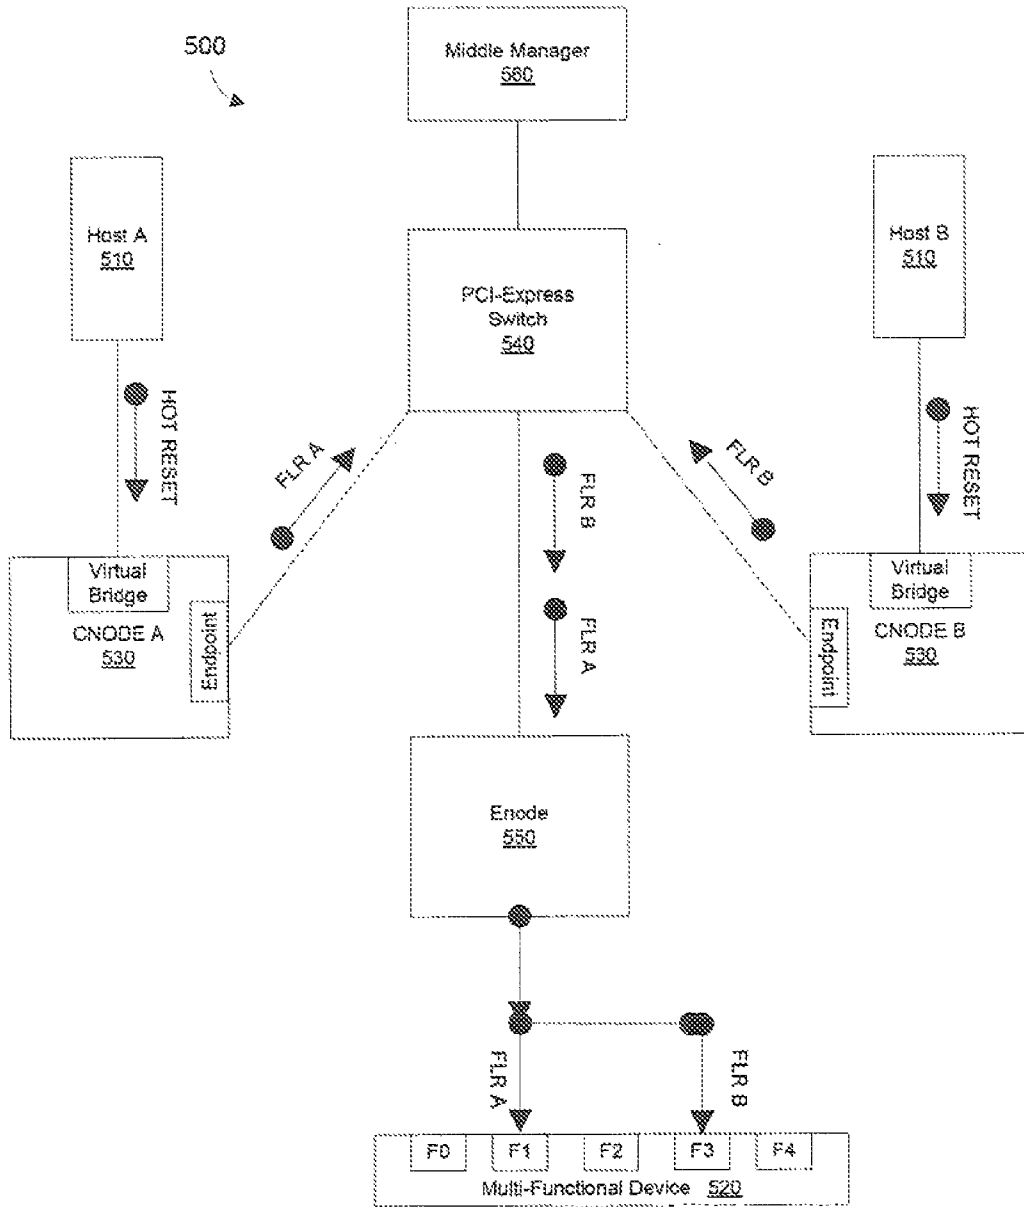 500
Middle Manager
560
Host A
510
Host B
510
PCI-Express
Switch
540
HOT RESET
FLR A
FLR B
FLR B
HOT RESET
FLR A
Virtual
Bridge
CNODE A
530
Endpoint
Virtual
Bridge
CNODE B
530
Endpoint
Enode
550
FLR A
FLR B
F0
F1
F2
F3
F4
Multi-Functional Device 520